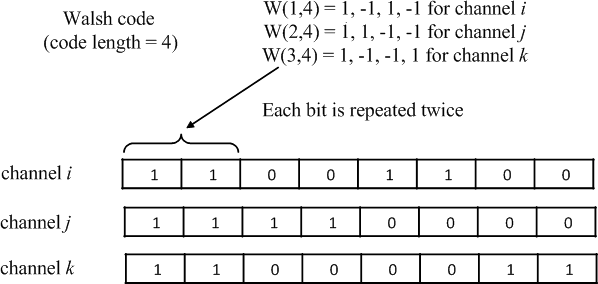 Walsh code
(code length = 4)
W(1,4) = 1, -1, 1, -1 for channel i
W(2,4) = 1, 1, -1, -1 for channel j
W(3,4) = 1, -1, -1, 1 for channel k
Each bit is repeated twice
channel i 1 1 0 0 1 1 0 0
channel j 1 1 1 1 0 0 0 0
channel k 1 1 0 0 0 0 1 1